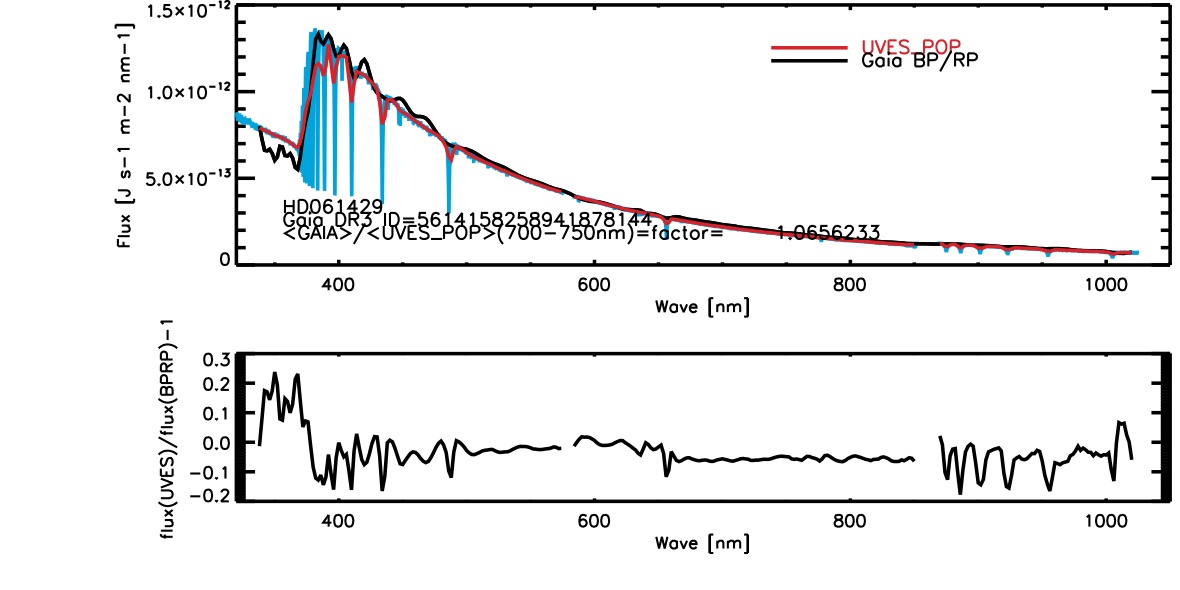 1.5×10−12
1.0×10−12
5.0×10−13
0
Flux [J s−1 m−2 nm−1]
UVES_POP
Gaia BP/RP
HD061429
Gaia DR3 ID=5614158258941878144
<GAIA>/<UVES_POP>(700−750nm)=factor= 1.0656233
400 600 800 1000
Wave [nm]
0.3
0.2
0.1
0.0
−0.1
−0.2
flux(UVES)/flux(BPRP)−1
400 600 800 1000
Wave [nm]